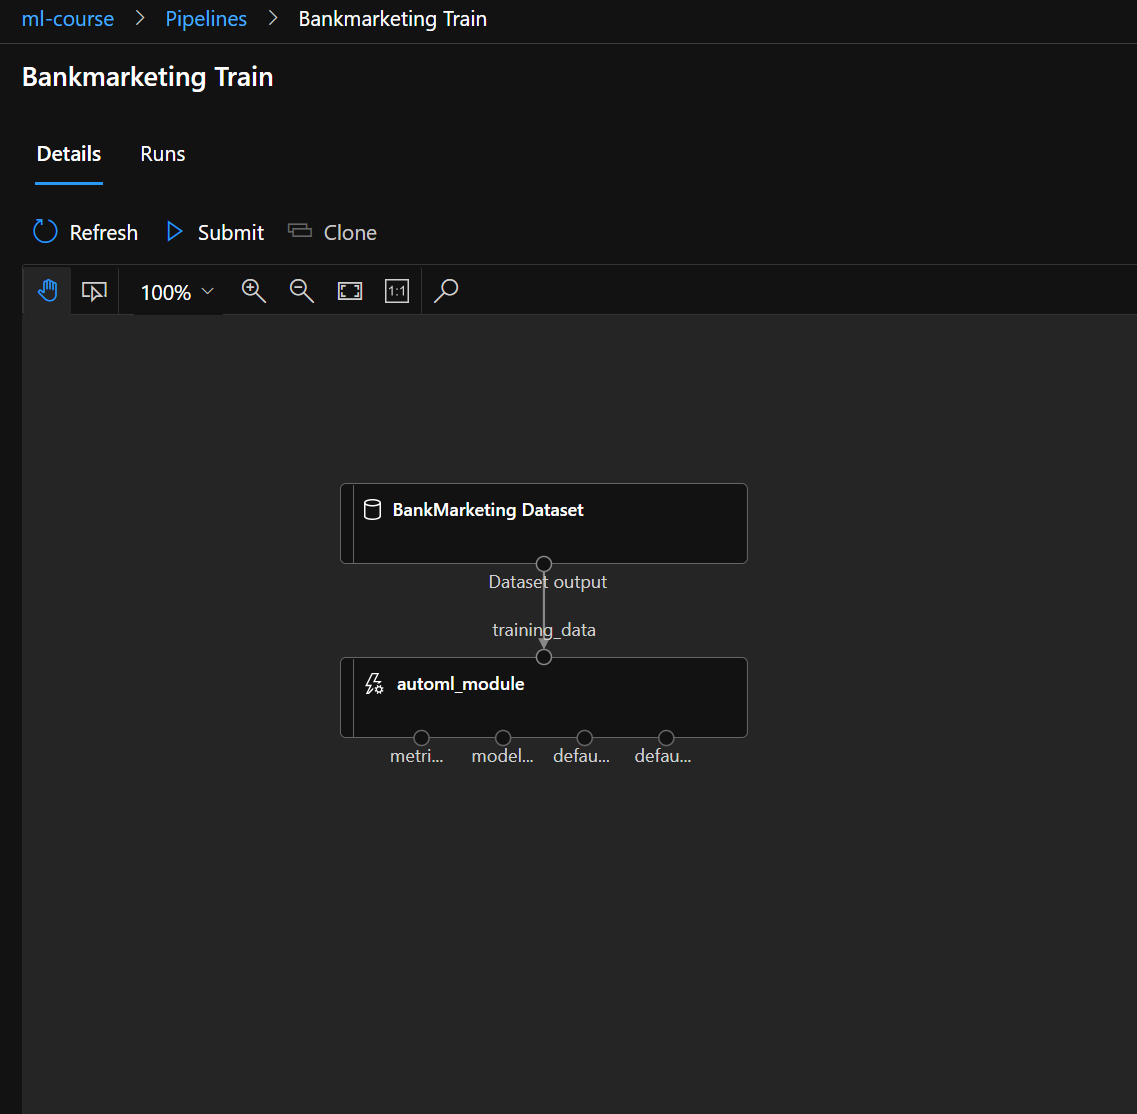 ml-course > Pipelines > Bankmarketing Train
Bankmarketing Train
Details Runs
Refresh Submit Clone
100% 1:1
BankMarketing Dataset
Dataset output
training_data
automl_module
metri... model... defau... defau...